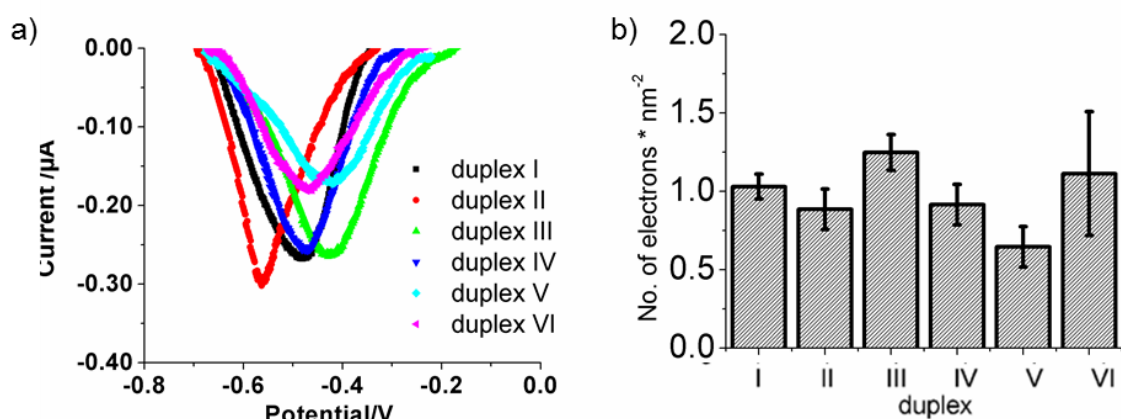 a)
0.00
-0.10
-0.20
-0.30
-0.40
Current /µA
-0.8
-0.6
-0.4
-0.2
0.0
Potential/V
duplex I
duplex II
duplex III
duplex IV
duplex V
duplex VI
b)
2.0
1.5
1.0
0.5
0.0
No. of electrons * nm-2
I
II
III
IV
V
VI
duplex